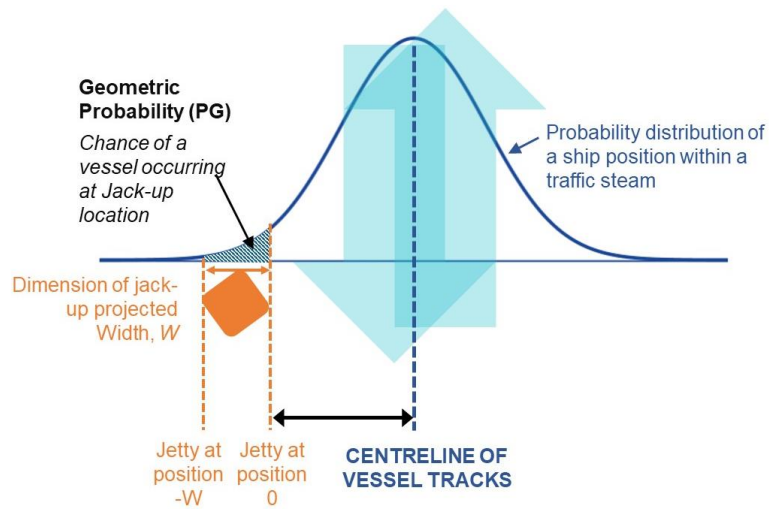 Geometric
Probability (PG)
Chance of a
vessel occurring
at Jack-up
location
Probability distribution of
a ship position within a
traffic steam
Dimension of jack-
up projected
Width, W
Jetty at
position
-W
Jetty at
position
0
CENTRELINE OF
VESSEL TRACKS